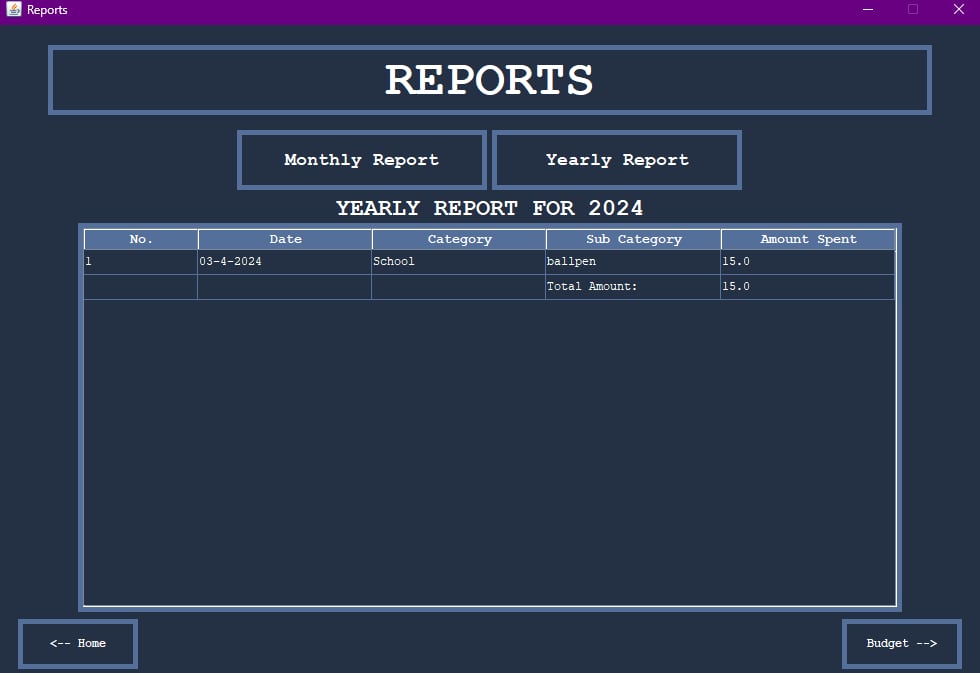 Reports
REPORTS
Monthly Report Yearly Report
YEARLY REPORT FOR 2024
No. Date Category Sub Category Amount Spent
1 03-4-2024 School ballpen 15.0
Total Amount: 15.0
<-- Home Budget -->